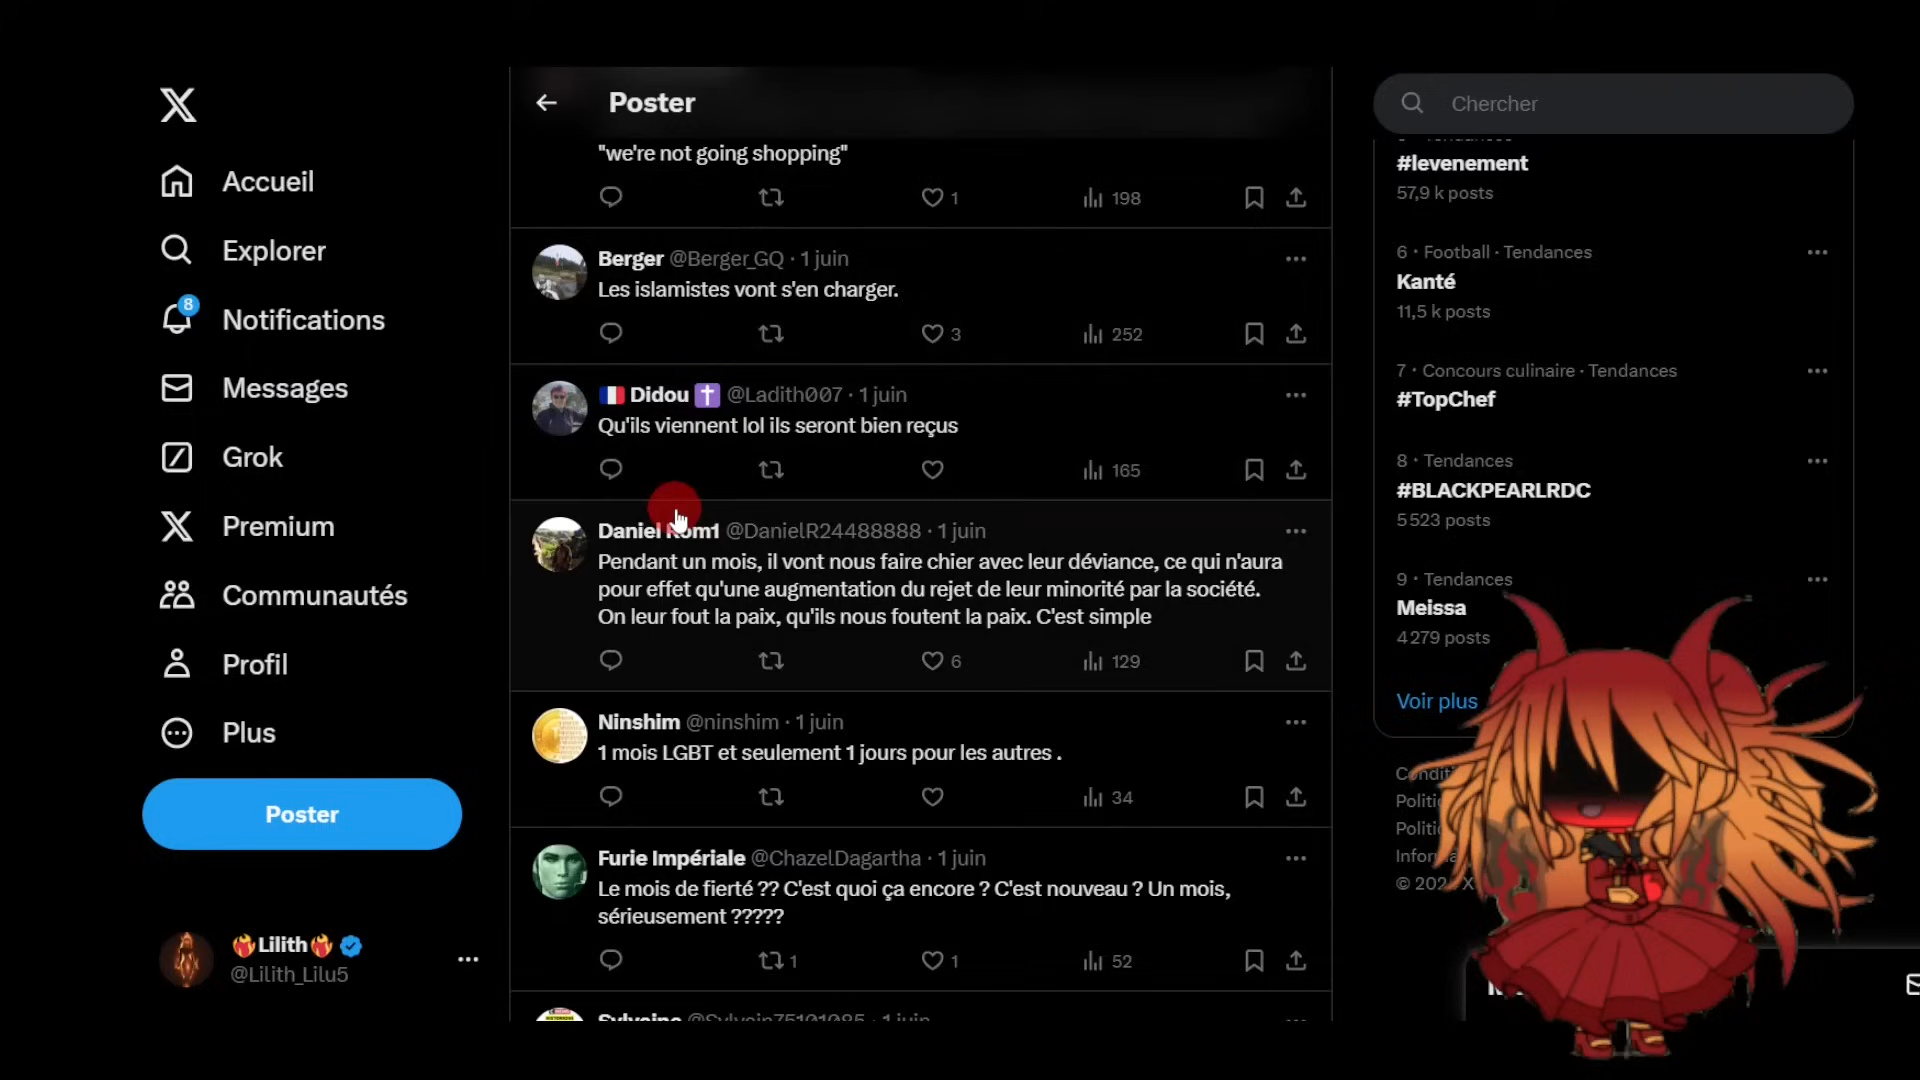 Poster
Chercher
"we're not going shopping"
1
198
Accueil
Explorer
8
Notifications
Messages
Grok
Premium
Communautés
Profil
Plus
Poster
Lilith
@Lilith_Lilu5
Berger @Berger_GQ · 1 juin
Les islamistes vont s'en charger.
3
252
Didou @Ladith007 · 1 juin
Qu'ils viennent lol ils seront bien reçus
165
Daniel Rom1 @DanielR24488888 · 1 juin
Pendant un mois, il vont nous faire chier avec leur déviance, ce qui n'aura
pour effet qu'une augmentation du rejet de leur minorité par la société.
On leur fout la paix, qu'ils nous foutent la paix. C'est simple
6
129
Ninshim @ninshim · 1 juin
1 mois LGBT et seulement 1 jours pour les autres .
34
Furie Impériale @ChazelDagartha · 1 juin
Le mois de fierté ?? C'est quoi ça encore ? C'est nouveau ? Un mois,
sérieusement ?????
1
1
52
#levenement
57,9 k posts
6 · Football · Tendances
Kanté
11,5 k posts
7 · Concours culinaire · Tendances
#TopChef
8 · Tendances
#BLACKPEARLRDC
5 523 posts
9 · Tendances
Meissa
4 279 posts
Voir plus